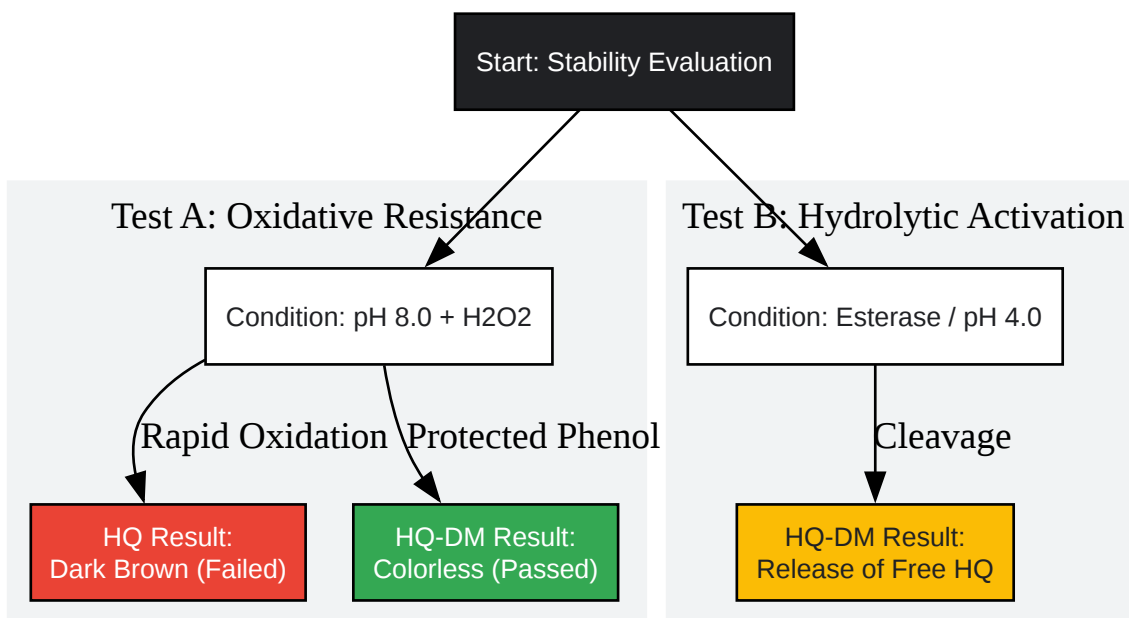 Start: Stability Evaluation
Test A: Oxidative Resistance
Condition: pH 8.0 + H2O2
Rapid Oxidation
Protected Phenol
HQ Result:
Dark Brown (Failed)
HQ-DM Result:
Colorless (Passed)
Test B: Hydrolytic Activation
Condition: Esterase / pH 4.0
Cleavage
HQ-DM Result:
Release of Free HQ